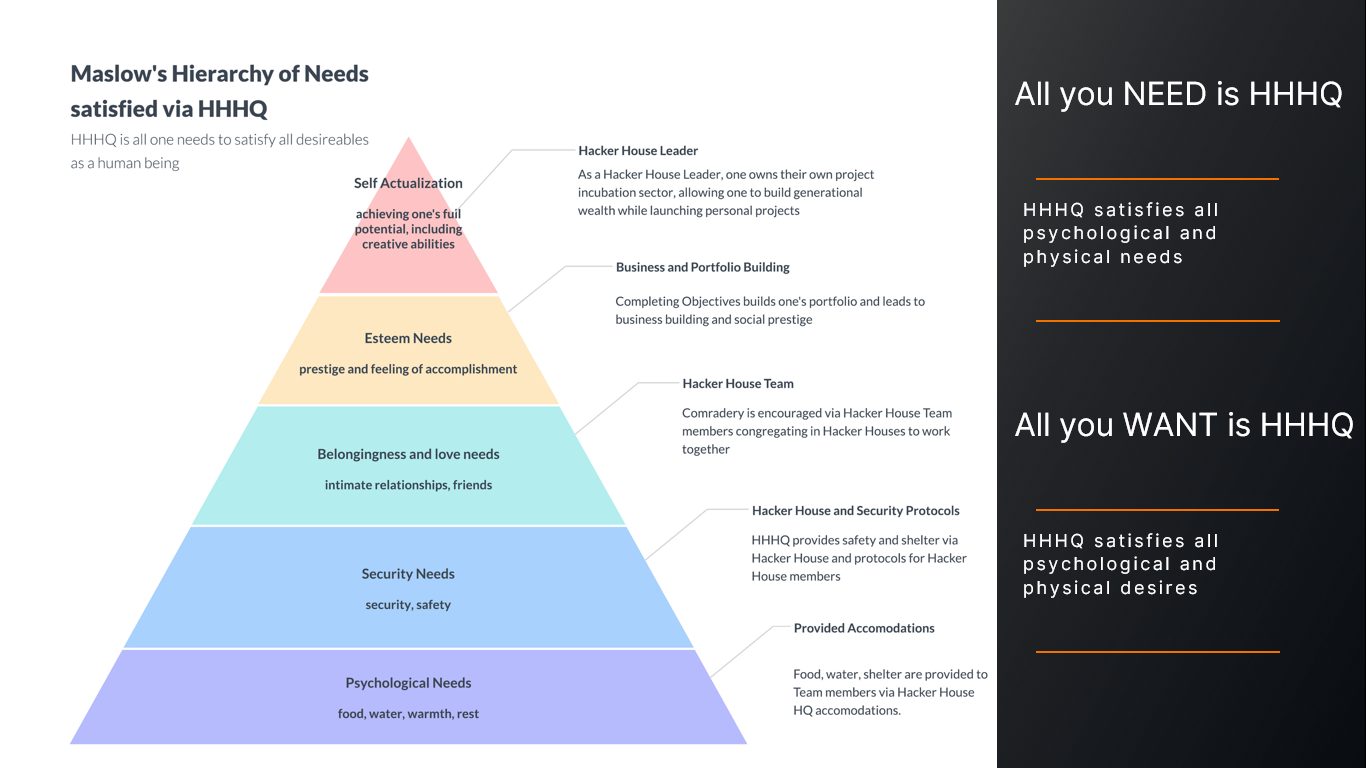 Maslow's Hierarchy of Needs
satisfied via HHHQ
HHHQ is all one needs to satisfy all desireables
as a human being
Self Actualization
achieving one's fuil
potential, including
creative abilities
Hacker House Leader
As a Hacker House Leader, one owns their own project
incubation sector, allowing one to build generational
wealth while launching personal projects
Esteem Needs
prestige and feeling of accomplishment
Business and Portfolio Building
Completing Objectives builds one's portfolio and leads to
business building and social prestige
Belongingness and love needs
intimate relationships, friends
Hacker House Team
Comradery is encouraged via Hacker House Team
members congregating in Hacker Houses to work
together
Security Needs
security, safety
Hacker House and Security Protocols
HHHQ provides safety and shelter via
Hacker House and protocols for Hacker
House members
Psychological Needs
food, water, warmth, rest
Provided Accomodations
Food, water, shelter are provided to
Team members via Hacker House
HQ accomodations.
All you NEED is HHHQ
HHHQ satisfies all
psychological and
physical needs
All you WANT is HHHQ
HHHQ satisfies all
psychological and
physical desires